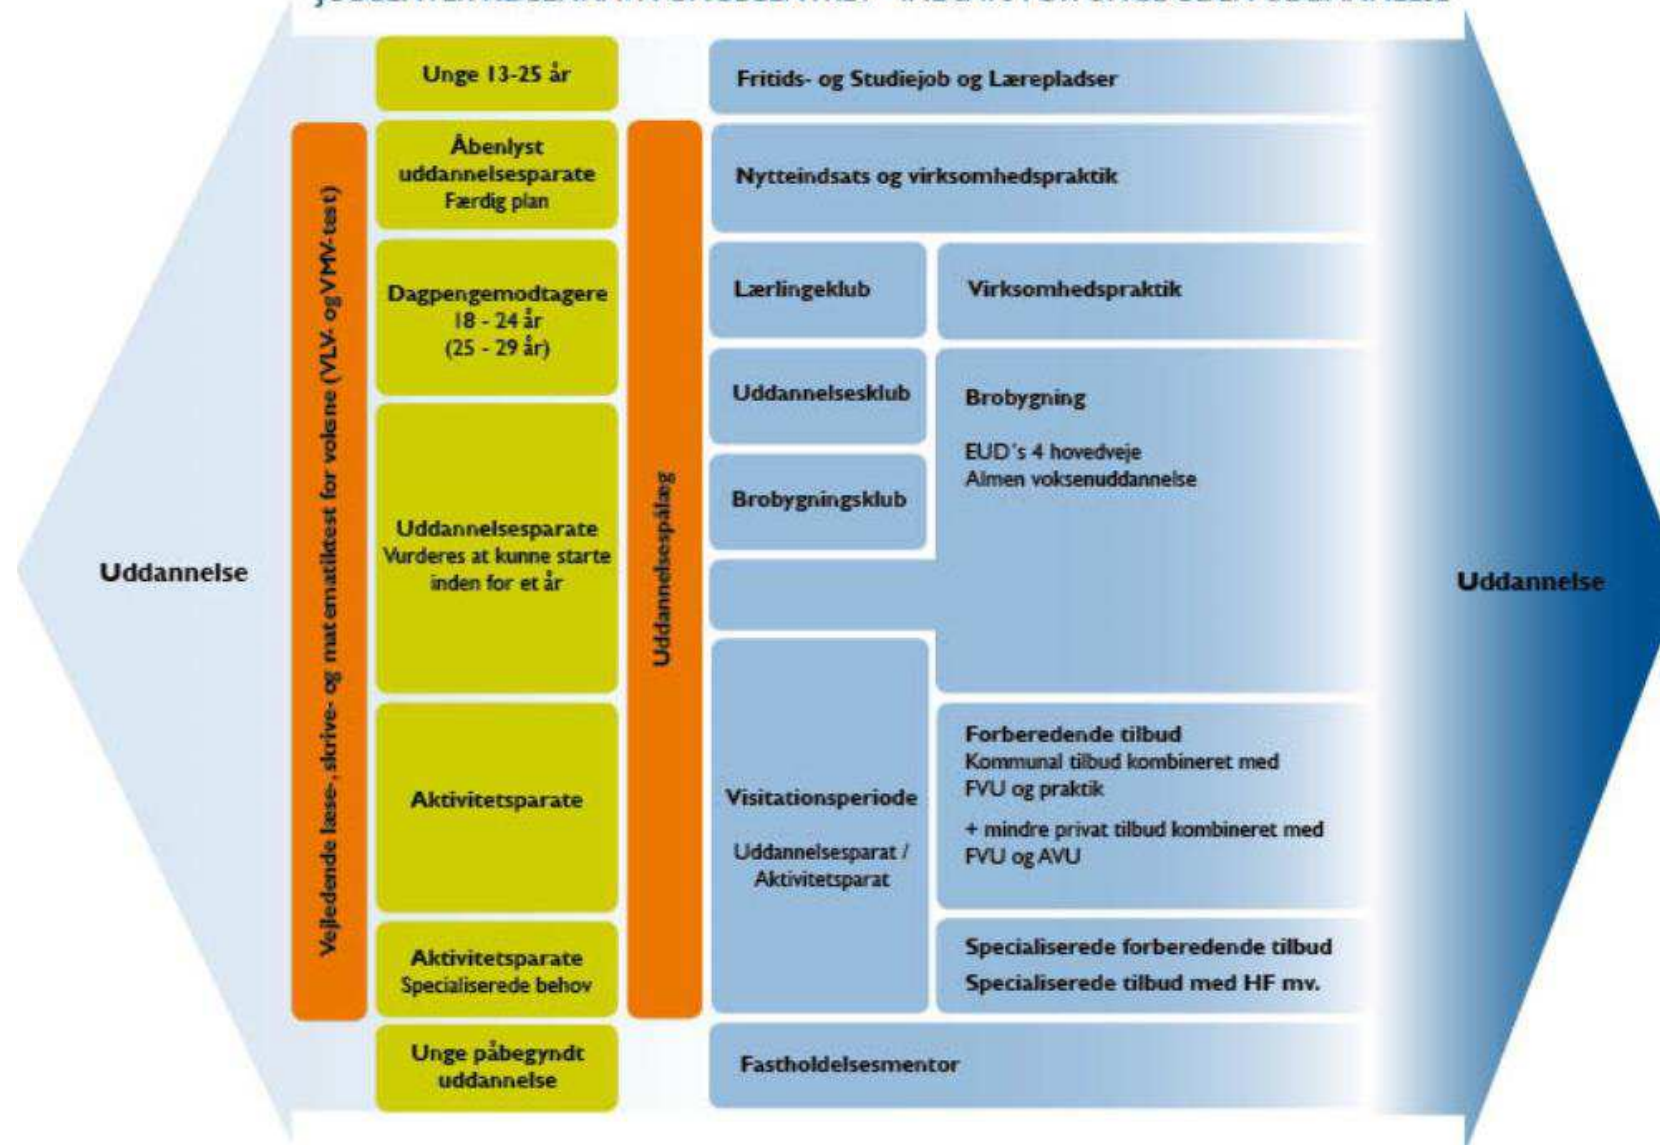 Unge 13-25 år
Fritids- og Studiejob og Lærepladser
Vejledende læse-, skrive- og matematiktest for voksne (VLV- og VMV-test)
Åbenlyst
uddannelsesparate
Færdig plan
Uddannelsespålæg
Nytteindsats og virksomhedspraktik
Dagpengemodtagere
18 - 24 år
(25 - 29 år)
Lærlingeklub
Virksomhedspraktik
Uddannelsesklub
Brobygning
EUD´s 4 hovedveje
Almen voksenuddannelse
Brobygningsklub
Uddannelsesparate
Vurderes at kunne starte
inden for et år
Uddannelse
Uddannelse
Aktivitetsparate
Visitationsperiode
Uddannelsesparat /
Aktivitetsparat
Forberedende tilbud
Kommunal tilbud kombineret med
FVU og praktik
+ mindre privat tilbud kombineret med
FVU og AVU
Aktivitetsparate
Specialiserede behov
Specialiserede forberedende tilbud
Specialiserede tilbud med HF mv.
Unge påbegyndt
uddannelse
Fastholdelsesmentor